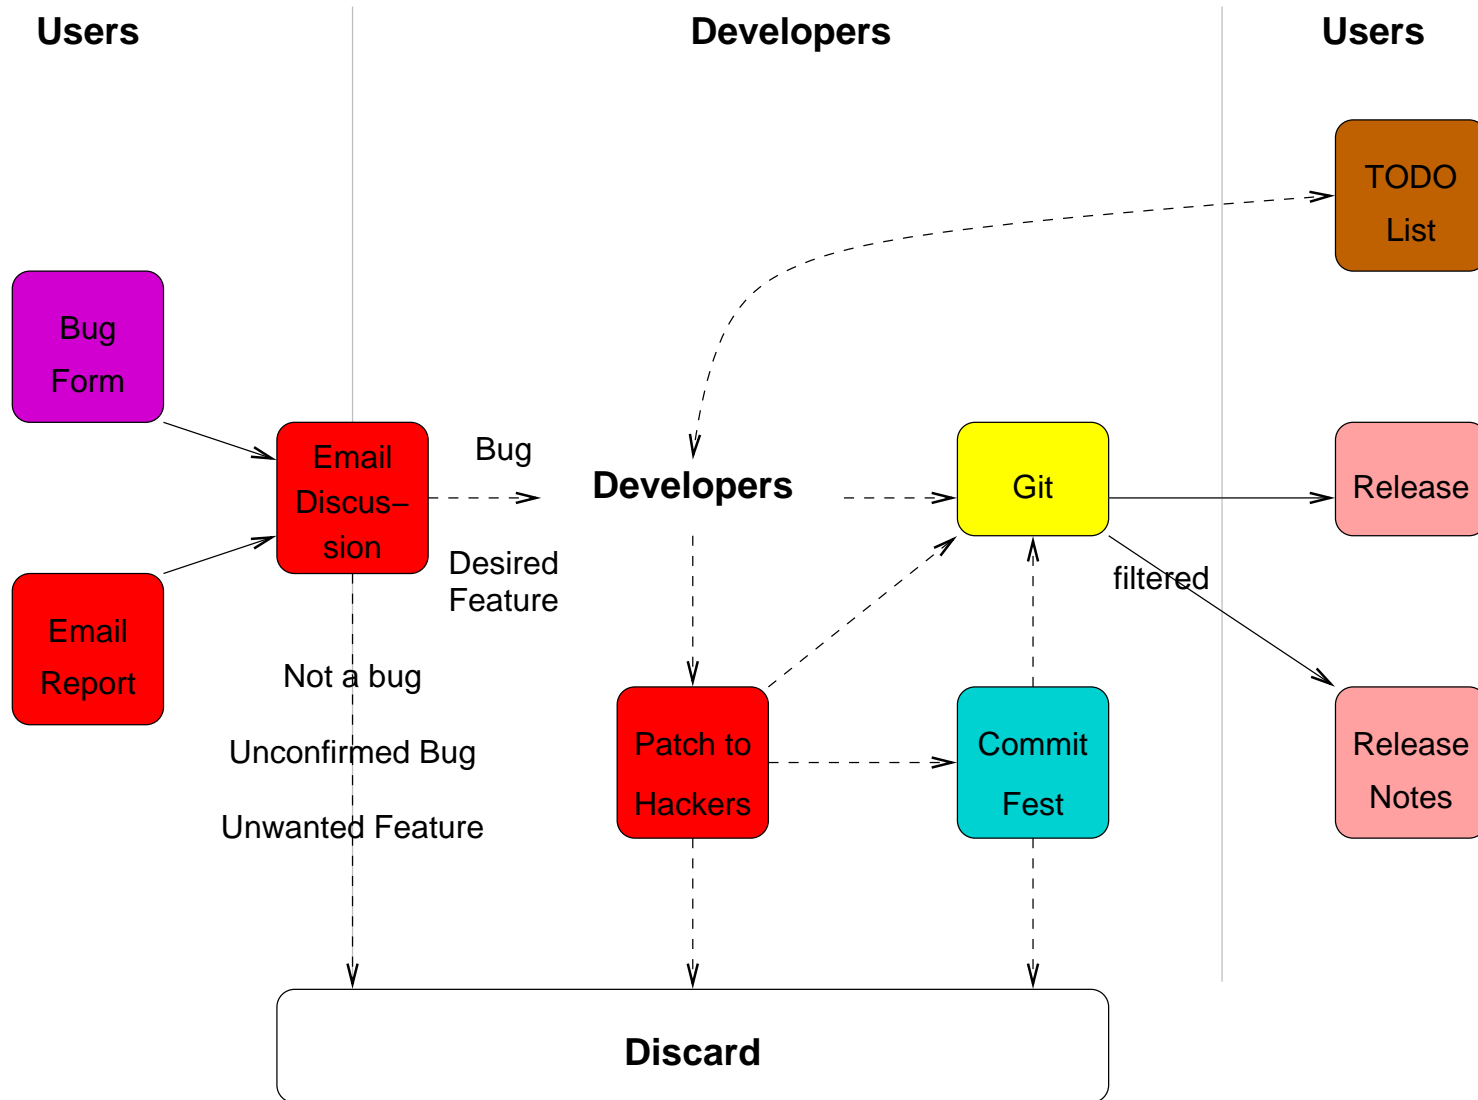 Users
Developers
Users
TODO
List
Bug
Form
Email
Discus–
sion
Bug
Developers
Git
Release
Desired
Feature
filtered
Email
Report
Not a bug
Unconfirmed Bug
Unwanted Feature
Patch to
Hackers
Commit
Fest
Release
Notes
Discard